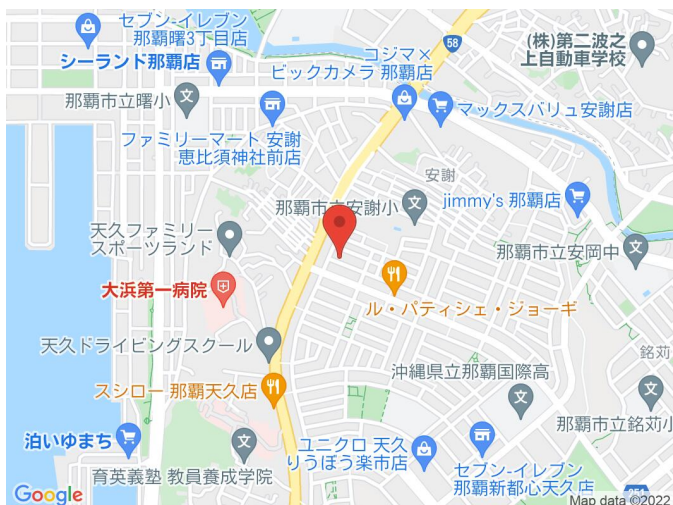 セブン-イレブン
那覇曙3丁目店
シーランド那覇店
那覇市立曙小
ファミリーマート 安謝
恵比須神社前店
58
コジマ×
ビックカメラ 那覇店
(株)第二波之
上自動車学校
マックスバリュ安謝店
安謝
那覇市立安謝小
jimmy's 那覇店
那覇市立安岡中
天久ファミリー
スポーツランド
大浜第一病院
ル・パティシェ・ジョーギ
天久ドライビングスクール
スシロー 那覇天久店
沖縄県立那覇国際高
銘苅
那覇市立銘苅小
泊いゆまち
育英義塾 教員養成学院
ユニクロ 天久
りうぼう楽市店
セブン-イレブン
那覇新都心天久店
Google
Map data ©2022